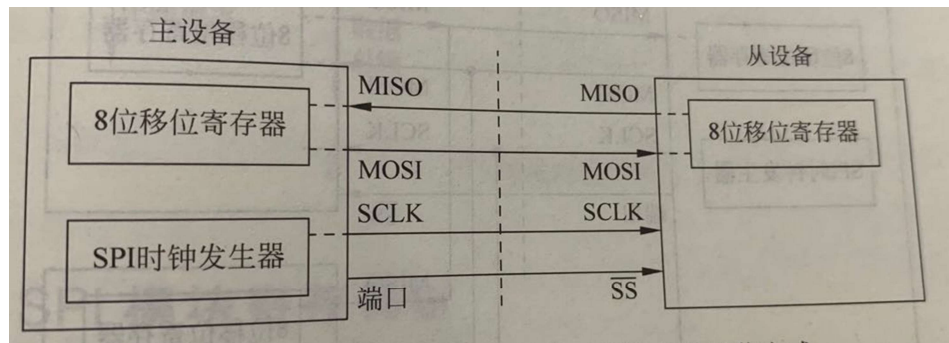 主设备
从设备
MISO
MISO
8位移位寄存器
8位移位寄存器
MOSI
MOSI
SCLK
SCLK
SPI时钟发生器
端口
SS